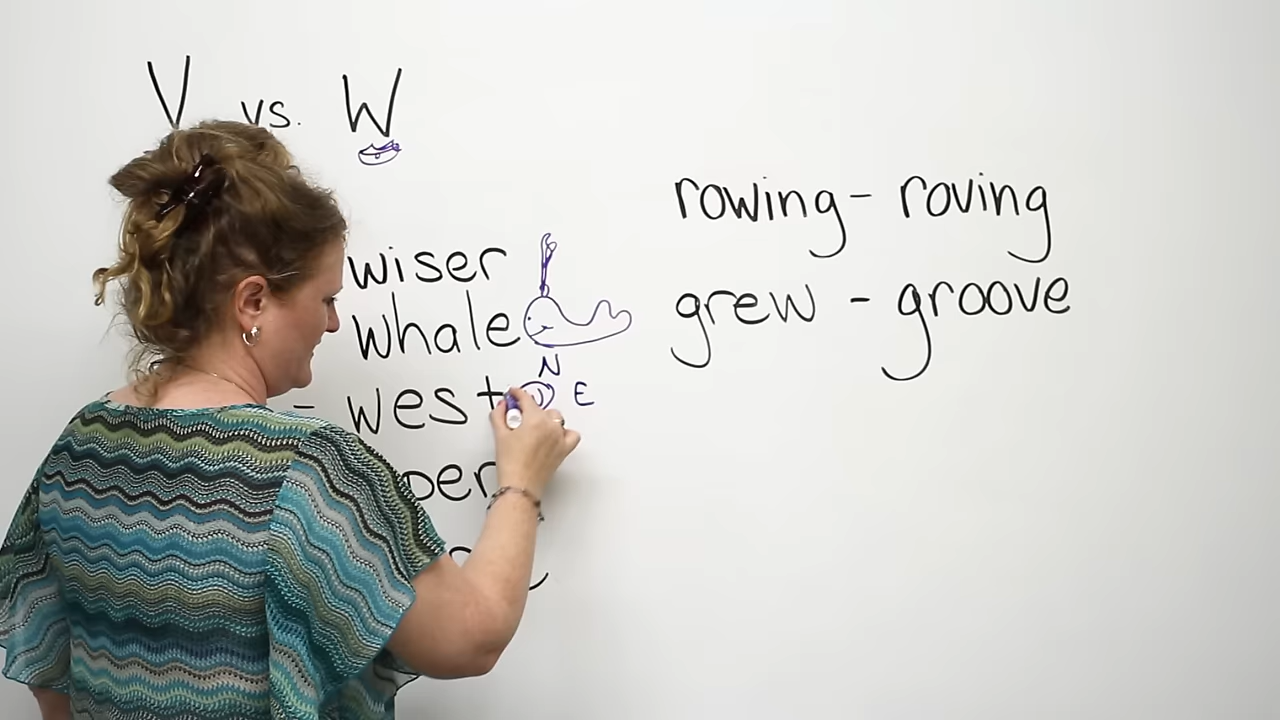 V vs. W
wiser
whale
N
- west W E
rowing - roving
grew - groove